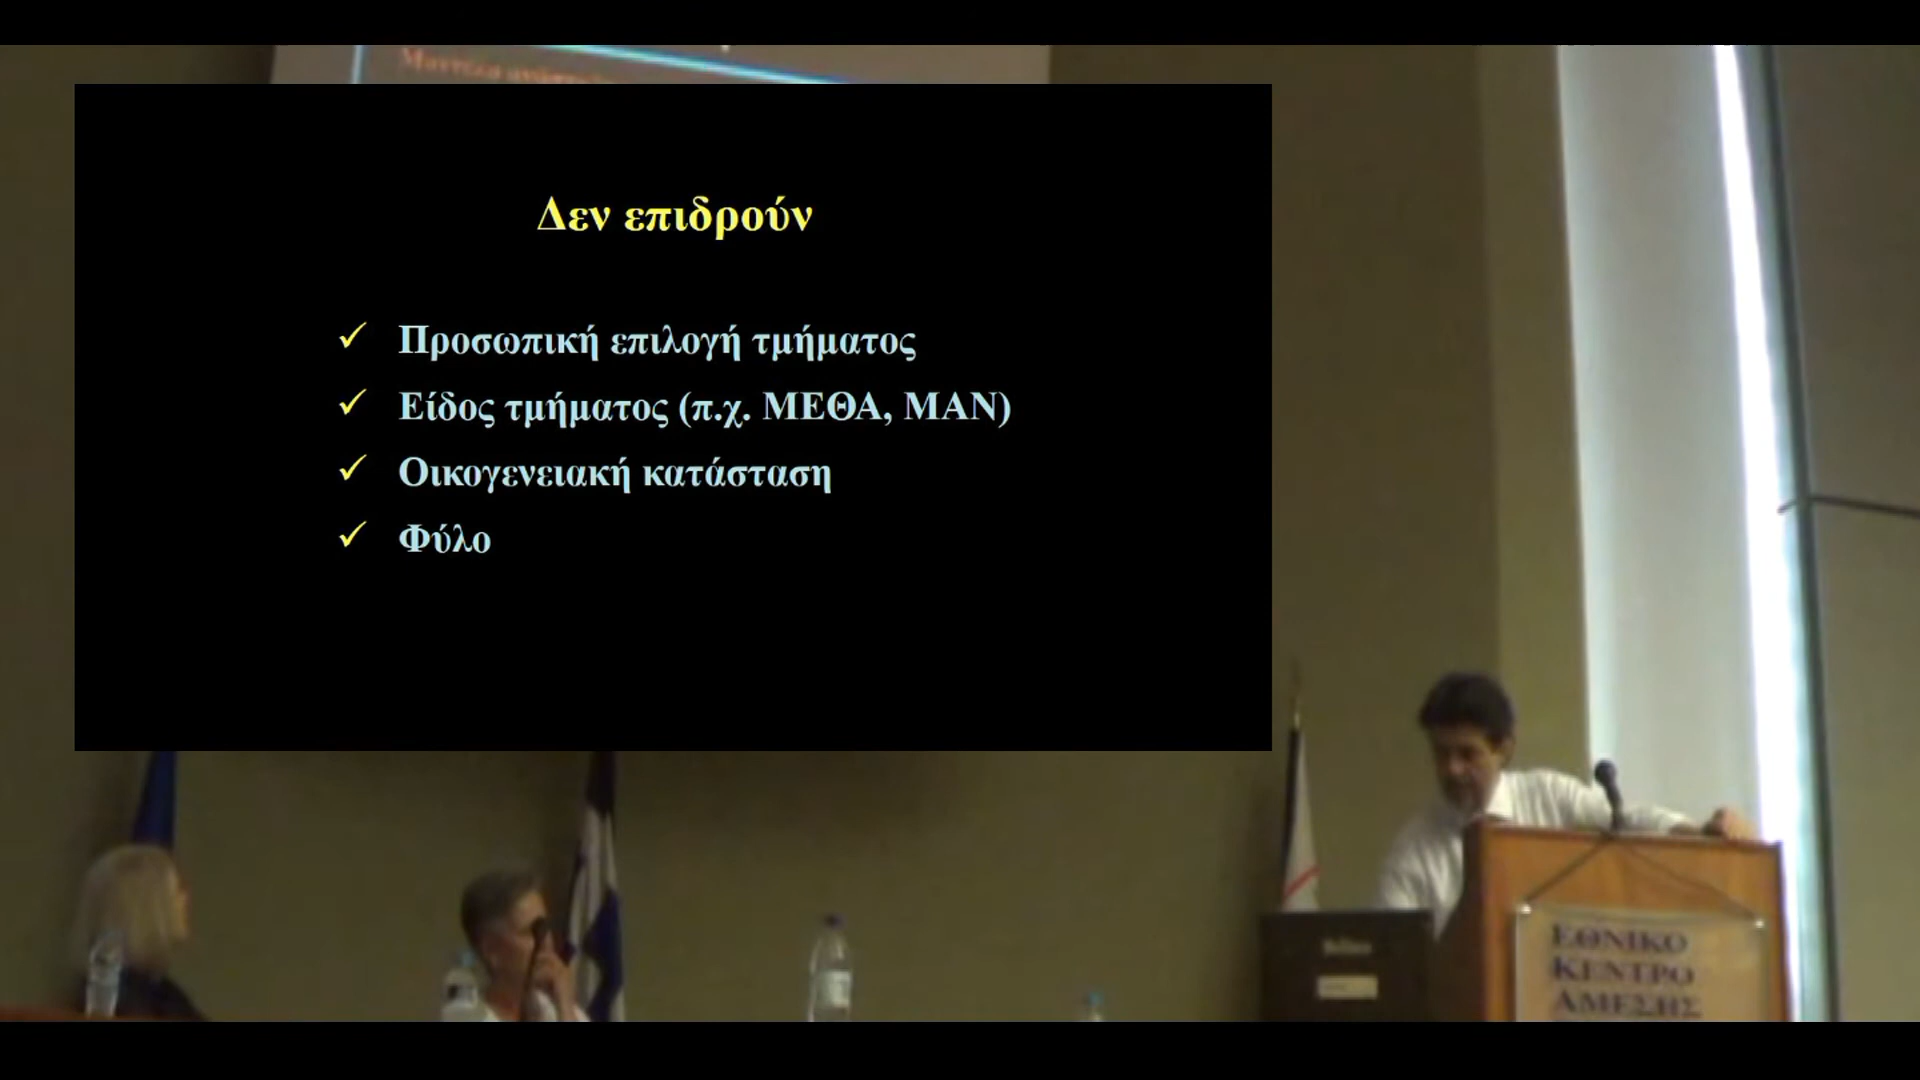 Δεν επιδρούν
✓ Προσωπική επιλογή τμήματος
✓ Είδος τμήματος (π.χ. ΜΕΘΑ, ΜΑΝ)
✓ Οικογενειακή κατάσταση
✓ Φύλο
ΕΘΝΙΚΟ
ΚΕΝΤΡΟ
ΑΜΕΣΗΣ